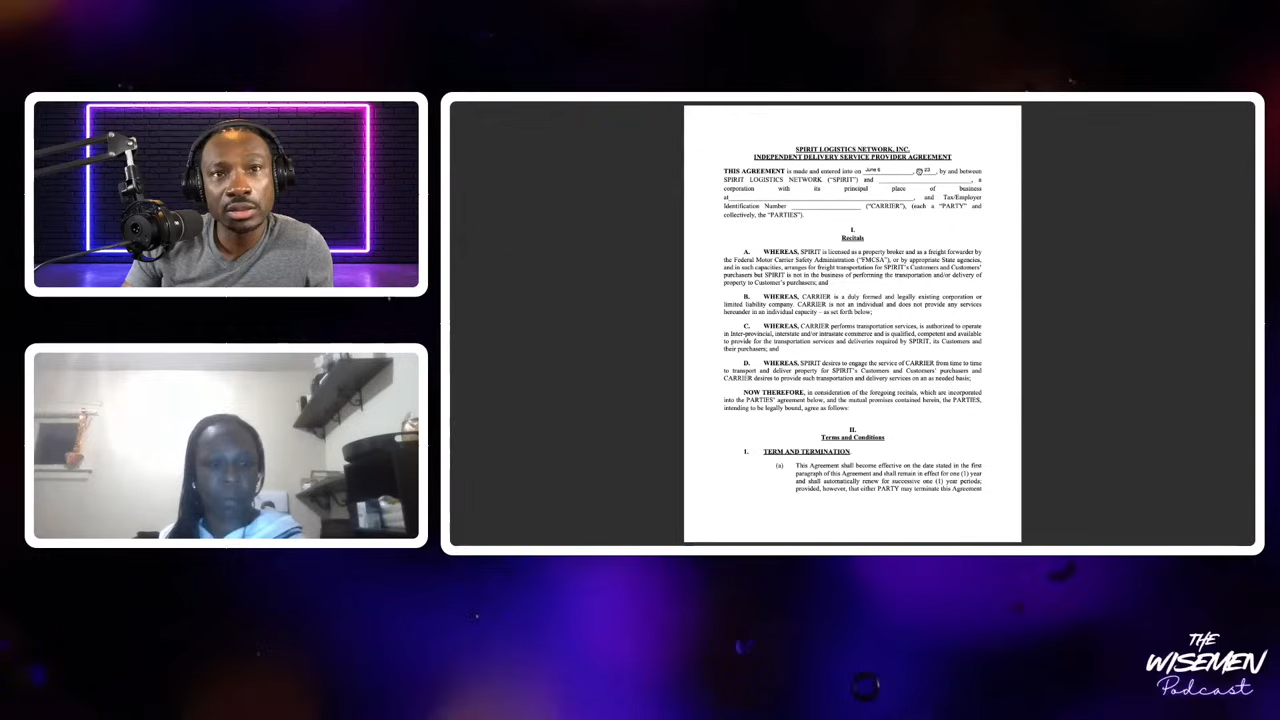 SPIRIT LOGISTICS NETWORK, INC.
INDEPENDENT DELIVERY SERVICE PROVIDER AGREEMENT
THIS AGREEMENT is made and entered into on June 6, 23, by and between
SPIRIT LOGISTICS NETWORK ("SPIRIT") and ____________________, a
corporation with its principal place of business
at____________________, and Tax/Employer
Identification Number ____________________ ("CARRIER"), (each a "PARTY" and
collectively, the "PARTIES").
I.
Recitals
A. WHEREAS, SPIRIT is licensed as a property broker and as a freight forwarder by
the Federal Motor Carrier Safety Administration ("FMCSA"), or by appropriate State agencies,
and in such capacities, arranges for freight transportation for SPIRIT's Customers and Customers'
purchasers but SPIRIT is not in the business of performing the transportation and/or delivery of
property to Customer's purchasers; and
B. WHEREAS, CARRIER is a duly formed and legally existing corporation or
limited liability company. CARRIER is not an individual and does not provide any services
hereunder in an individual capacity – as set forth below;
C. WHEREAS, CARRIER performs transportation services, is authorized to operate
in Inter-provincial, interstate and/or intrastate commerce and is qualified, competent and available
to provide for the transportation services and deliveries required by SPIRIT, its Customers and
their purchasers; and
D. WHEREAS, SPIRIT desires to engage the service of CARRIER from time to time
to transport and deliver property for SPIRIT's Customers and Customers' purchasers and
CARRIER desires to provide such transportation and delivery services on an as needed basis;
NOW THEREFORE, in consideration of the foregoing recitals, which are incorporated
into the PARTIES' agreement below, and the mutual promises contained herein, the PARTIES,
intending to be legally bound, agree as follows:
II.
Terms and Conditions
1. TERM AND TERMINATION.
(a) This Agreement shall become effective on the date stated in the first
paragraph of this Agreement and shall remain in effect for one (1) year
and shall automatically renew for successive one (1) year periods;
provided, however, that either PARTY may terminate this Agreement
THE
WISEMEN
Podcast